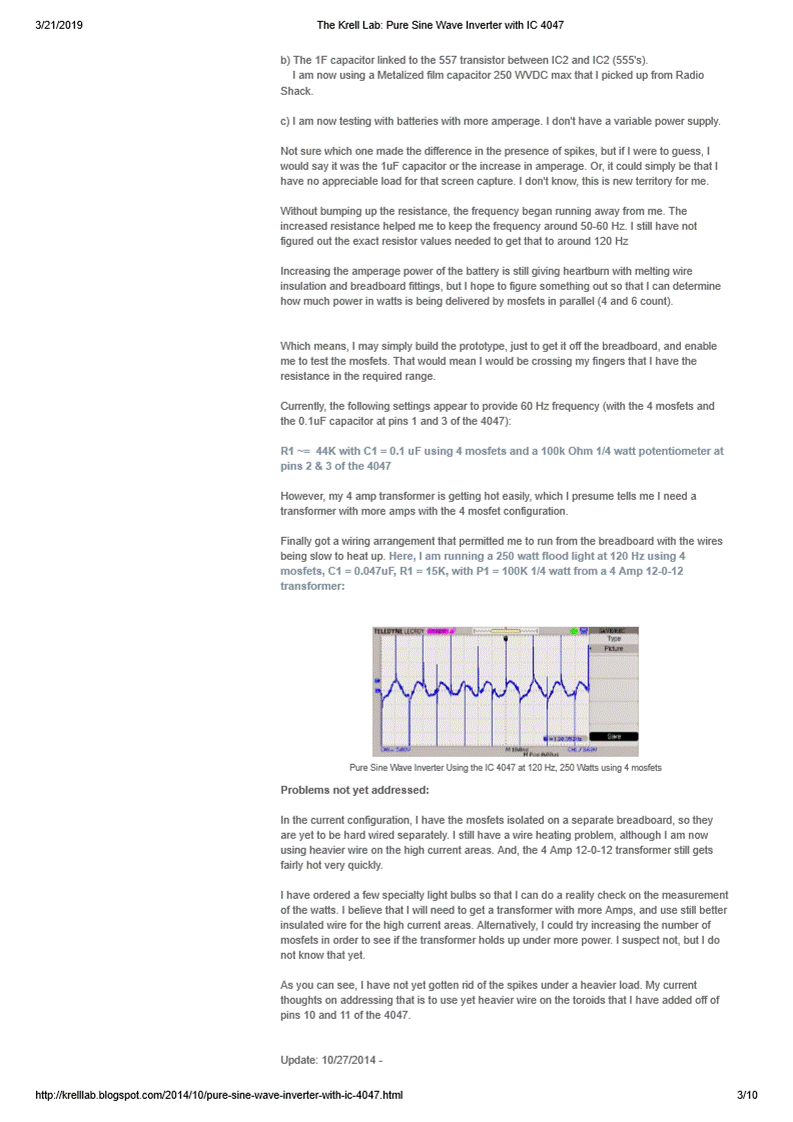 3/21/2019
The Krell Lab: Pure Sine Wave Inverter with IC 4047
b) The 1F capacitor linked to the 557 transistor between IC2 and IC2 (555's).
I am now using a Metalized film capacitor 250 WVDC max that I picked up from Radio
Shack.
c) I am now testing with batteries with more amperage. I don't have a variable power supply.
Not sure which one made the difference in the presence of spikes, but if I were to guess, I
would say it was the 1uF capacitor or the increase in amperage. Or, it could simply be that I
have no appreciable load for that screen capture. I don't know, this is new territory for me.
Without bumping up the resistance, the frequency began running away from me. The
increased resistance helped me to keep the frequency around 50-60 Hz. I still have not
figured out the exact resistor values needed to get that to around 120 Hz
Increasing the amperage power of the battery is still giving heartburn with melting wire
insulation and breadboard fittings, but I hope to figure something out so that I can determine
how much power in watts is being delivered by mosfets in parallel (4 and 6 count).
Which means, I may simply build the prototype, just to get it off the breadboard, and enable
me to test the mosfets. That would mean I would be crossing my fingers that I have the
resistance in the required range.
Currently, the following settings appear to provide 60 Hz frequency (with the 4 mosfets and
the 0.1uF capacitor at pins 1 and 3 of the 4047):
R1 ~= 44K with C1 = 0.1 uF using 4 mosfets and a 100k Ohm 1/4 watt potentiometer at
pins 2 & 3 of the 4047
However, my 4 amp transformer is getting hot easily, which I presume tells me I need a
transformer with more amps with the 4 mosfet configuration.
Finally got a wiring arrangement that permitted me to run from the breadboard with the wires
being slow to heat up. Here, I am running a 250 watt flood light at 120 Hz using 4
mosfets, C1 = 0.047uF, R1 = 15K, with P1 = 100K 1/4 watt from a 4 Amp 12-0-12
transformer:
TELEDYNE LECROY
Type
Picture
Save
Pure Sine Wave Inverter Using the IC 4047 at 120 Hz, 250 Watts using 4 mosfets
Problems not yet addressed:
In the current configuration, I have the mosfets isolated on a separate breadboard, so they
are yet to be hard wired separately. I still have a wire heating problem, although I am now
using heavier wire on the high current areas. And, the 4 Amp 12-0-12 transformer still gets
fairly hot very quickly.
I have ordered a few specialty light bulbs so that I can do a reality check on the measurement
of the watts. I believe that I will need to get a transformer with more Amps, and use still better
insulated wire for the high current areas. Alternatively, I could try increasing the number of
mosfets in order to see if the transformer holds up under more power. I suspect not, but I do
not know that yet.
As you can see, I have not yet gotten rid of the spikes under a heavier load. My current
thoughts on addressing that is to use yet heavier wire on the toroids that I have added off of
pins 10 and 11 of the 4047.
Update: 10/27/2014 -
http://krelllab.blogspot.com/2014/10/pure-sine-wave-inverter-with-ic-4047.html
3/10